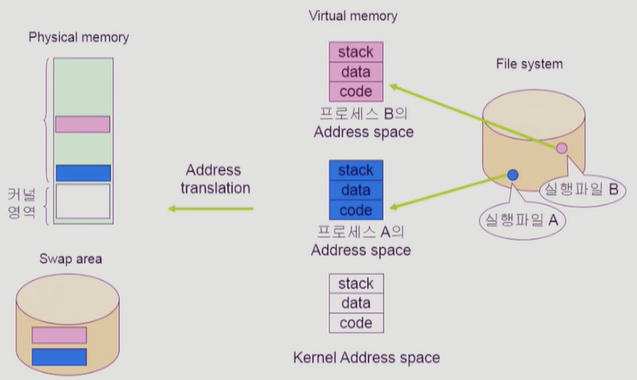 Physical memory
커널
영역
Swap area
Address
translation
Virtual memory
stack
data
code
프로세스 B의
Address space
stack
data
code
프로세스 A의
Address space
stack
data
code
Kernel Address space
File system
실행파일 B
실행파일 A